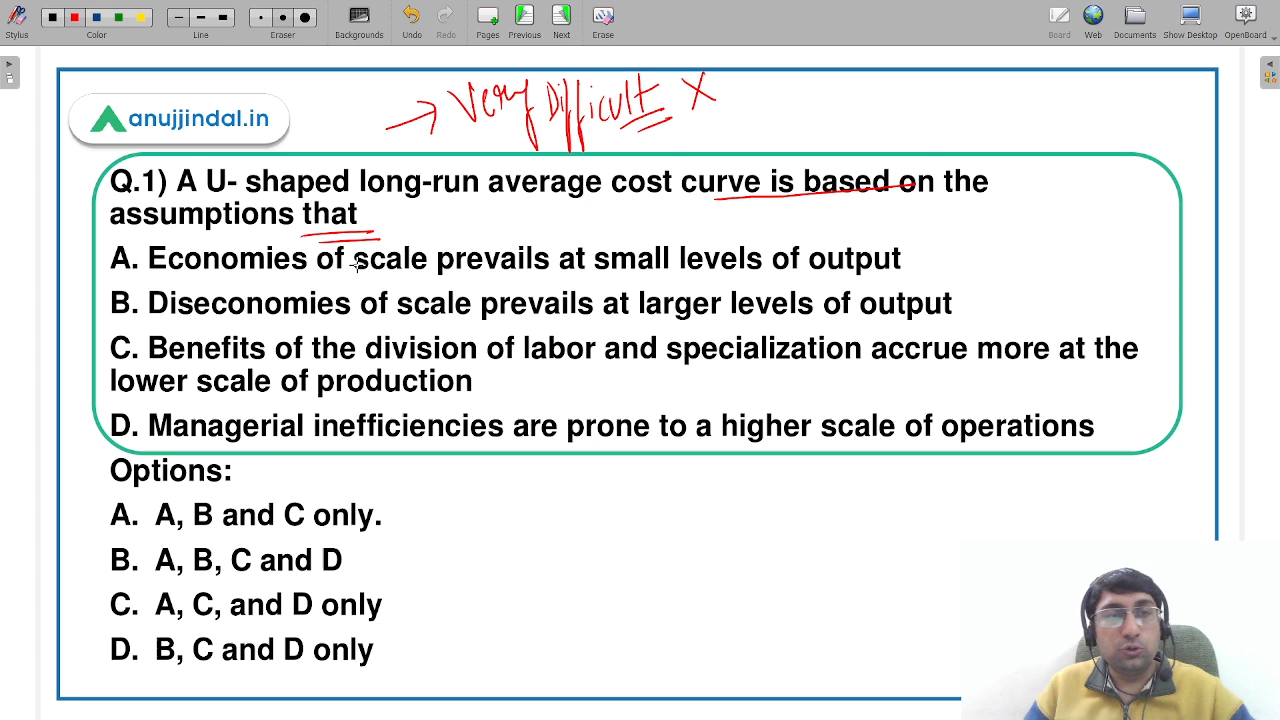 Stylus
Color
Line
Eraser
Backgrounds
Undo
Redo
Pages
Previous
Next
Erase
Board
Web
Documents
Show Desktop
OpenBoard
anujjindal.in
→ Very Difficult X
Q.1) A U- shaped long-run average cost curve is based on the
assumptions that
A. Economies of scale prevails at small levels of output
B. Diseconomies of scale prevails at larger levels of output
C. Benefits of the division of labor and specialization accrue more at the
lower scale of production
D. Managerial inefficiencies are prone to a higher scale of operations
Options:
A. A, B and C only.
B. A, B, C and D
C. A, C, and D only
D. B, C and D only